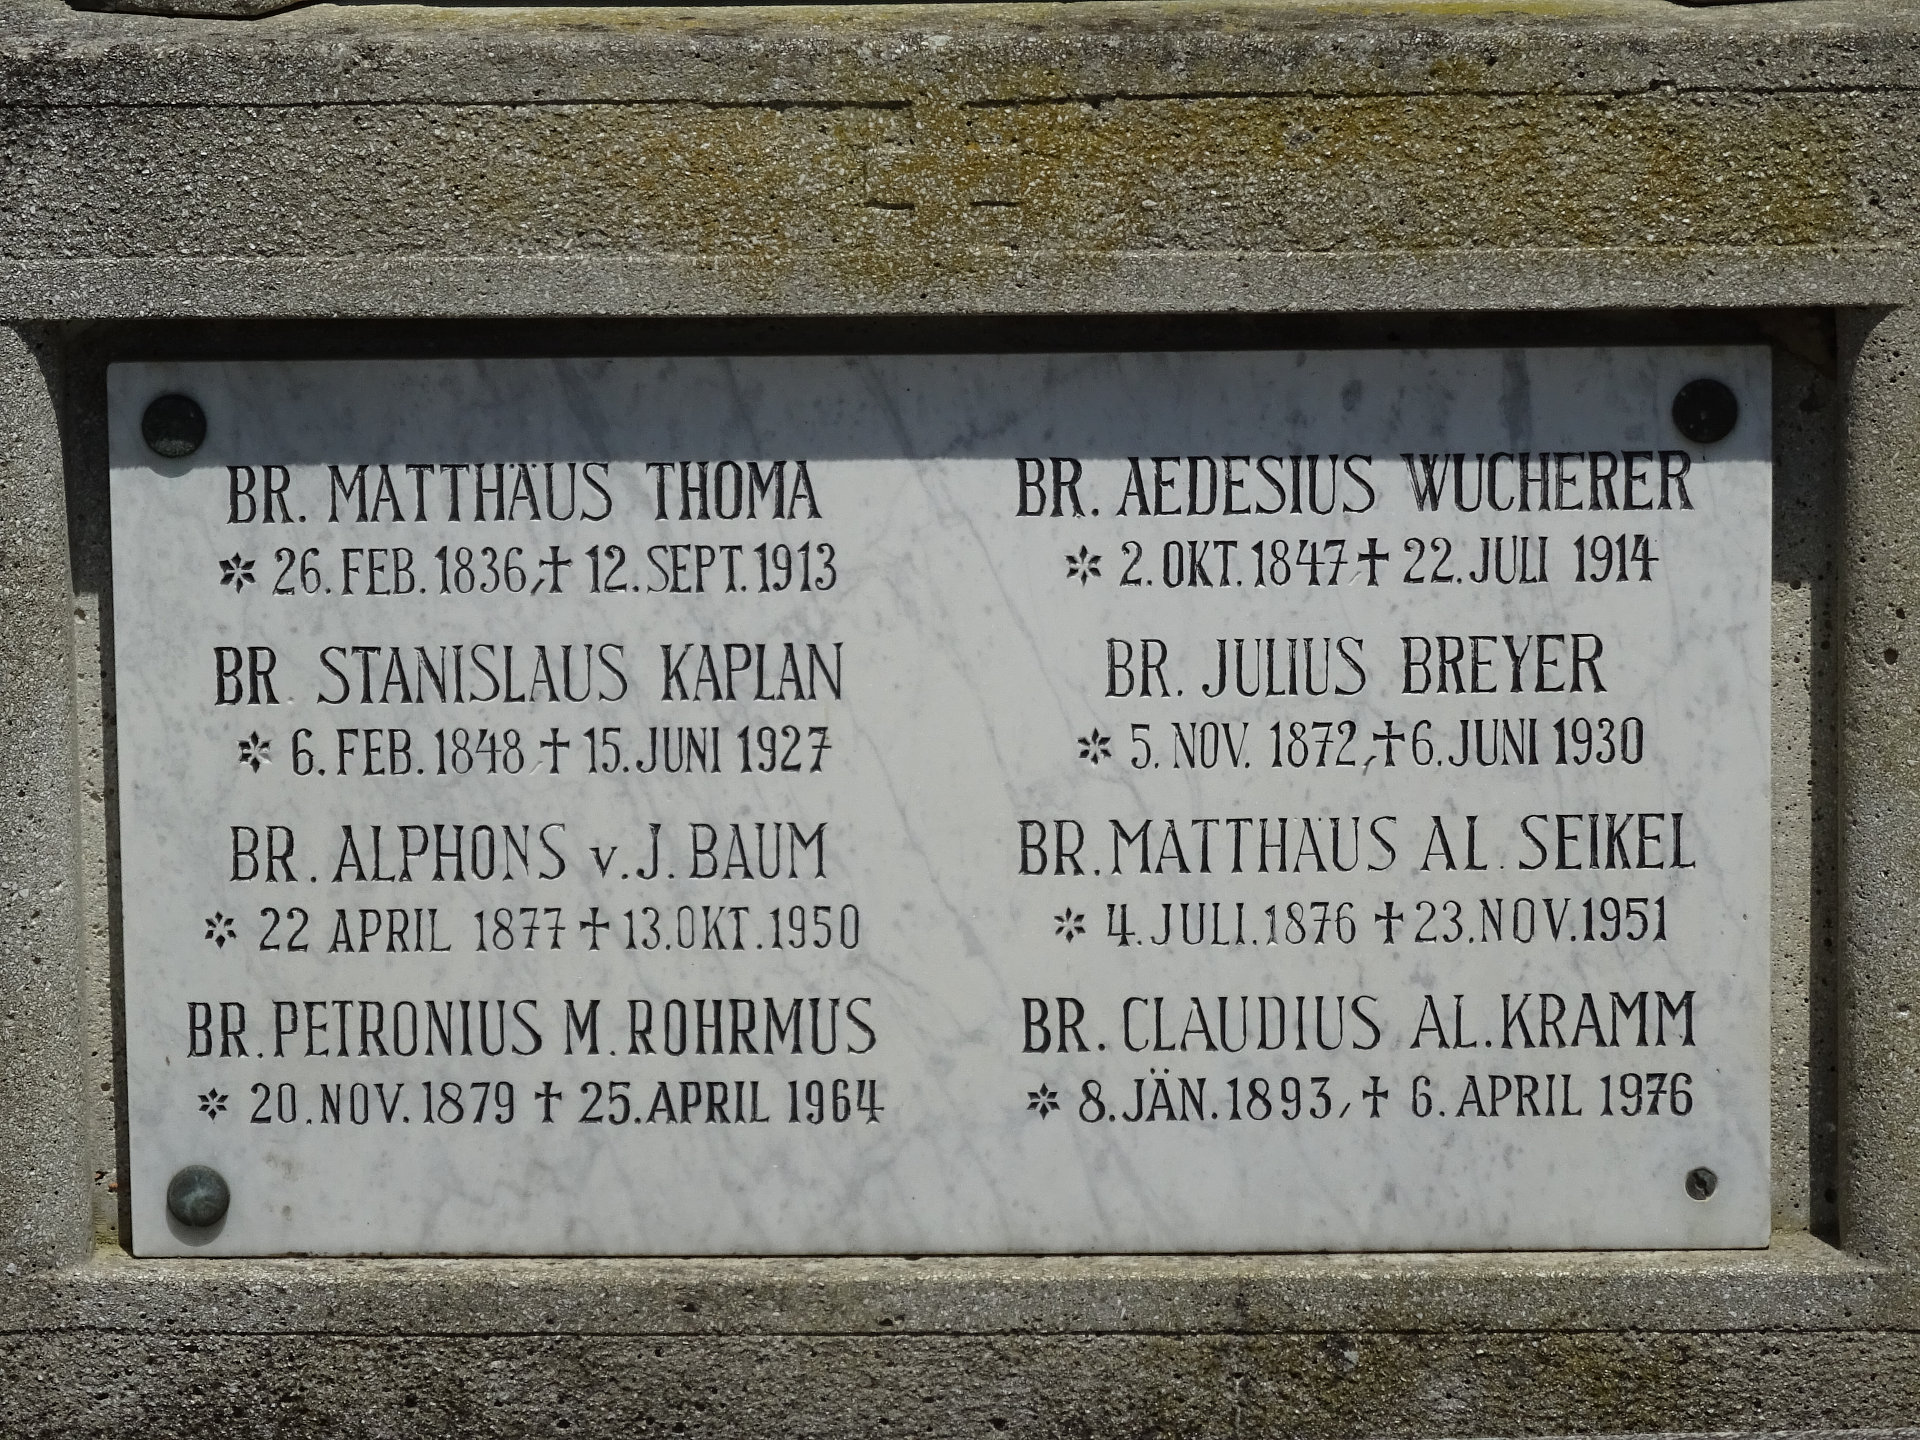 BR. MATTHÄUS THOMA
* 26. FEB. 1836, † 12. SEPT. 1913
BR. STANISLAUS KAPLAN
* 6. FEB. 1848 † 15. JUNI 1927
BR. ALPHONS v. J. BAUM
* 22 APRIL 1877 † 13. OKT. 1950
BR. PETRONIUS M. ROHRMUS
* 20. NOV. 1879 † 25. APRIL 1964
BR. AEDESIUS WUCHERER
* 2. OKT. 1847, † 22. JULI 1914
BR. JULIUS BREYER
* 5. NOV. 1872, † 6. JUNI 1930
BR. MATTHÄUS AL. SEIKEL
* 4. JULI. 1876 † 23. NOV. 1951
BR. CLAUDIUS AL. KRAMM
* 8. JÄN. 1893, † 6. APRIL 1976